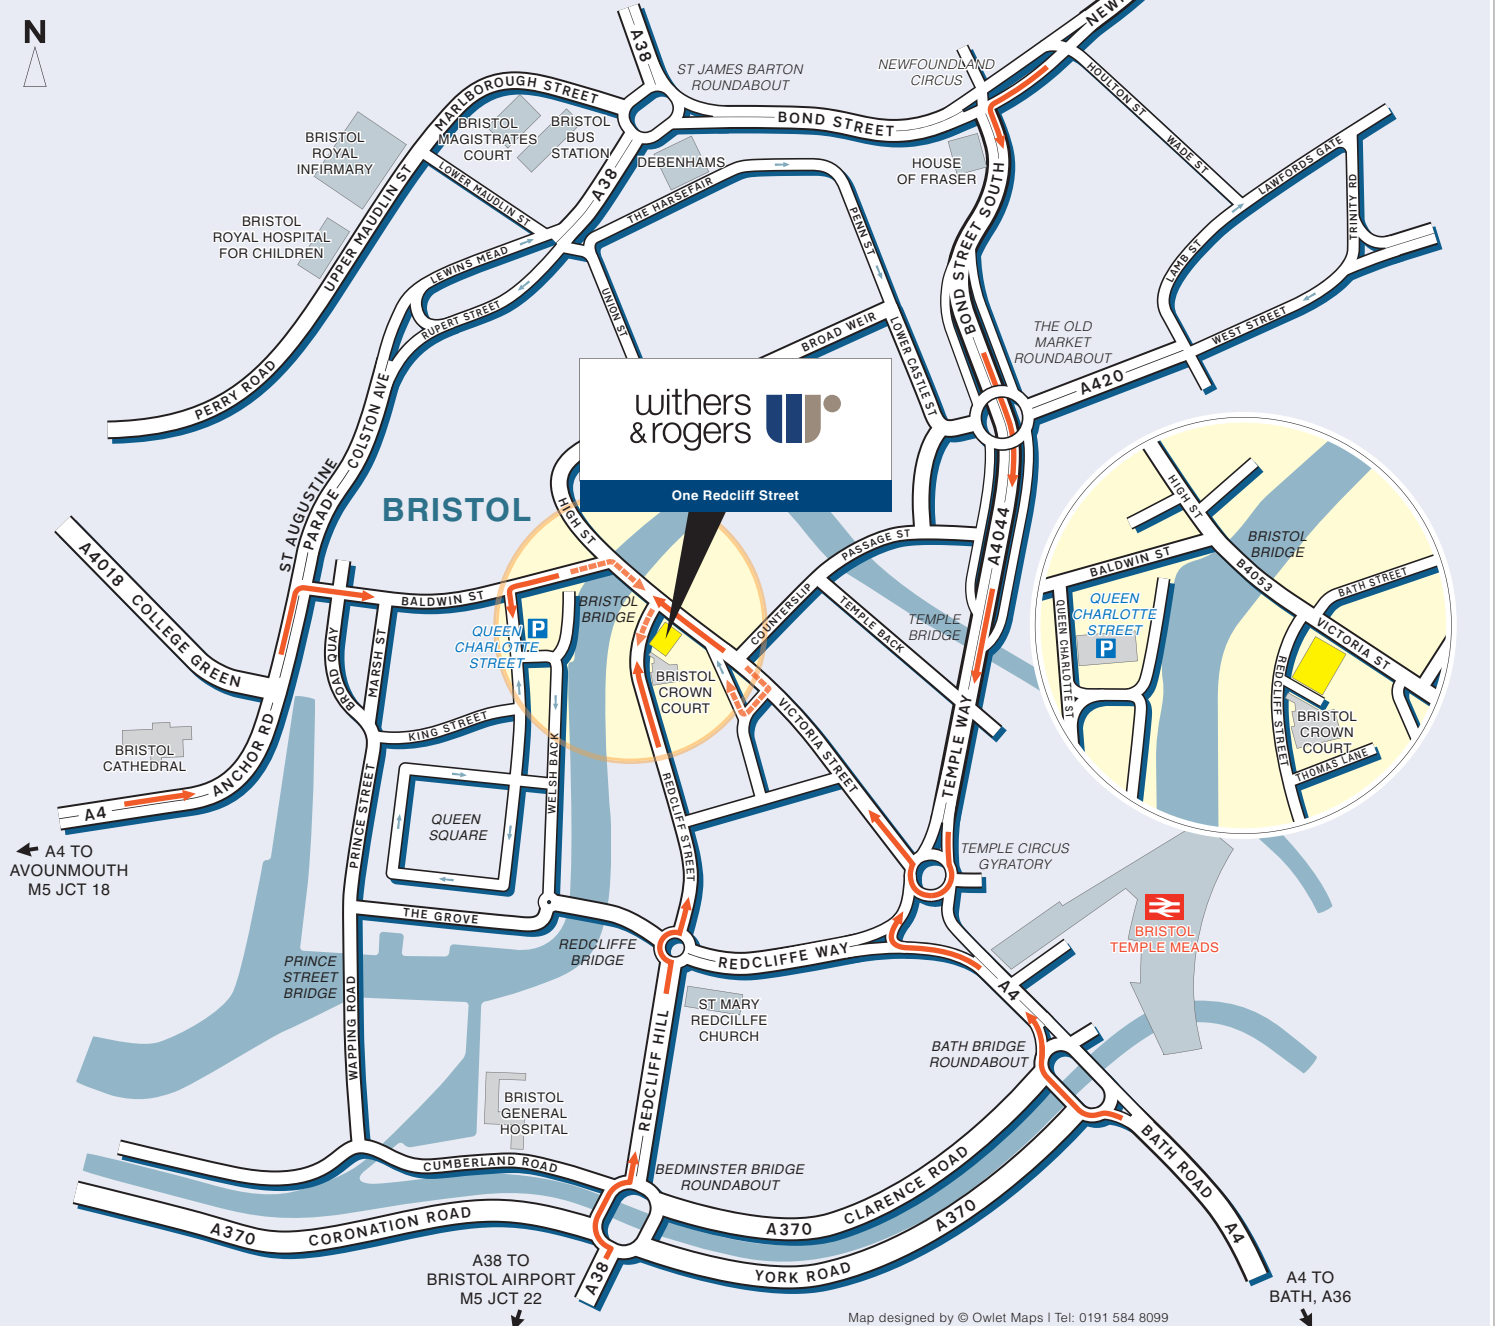 N
A38
ST JAMES BARTON
ROUNDABOUT
NEWFOUNDLAND
CIRCUS
MARLBOROUGH STREET
BOND STREET
HOULTON ST
WADE ST
LAWFORDS GATE
TRINITY RD
LAMB ST
WEST STREET
BRISTOL
ROYAL
INFIRMARY
BRISTOL
MAGISTRATES
COURT
BRISTOL
BUS
STATION
DEBENHAMS
HOUSE
OF FRASER
LOWER MAUDLIN ST
A38
THE HARSEFAIR
PENN ST
BOND STREET SOUTH
BRISTOL
ROYAL HOSPITAL
FOR CHILDREN
UPPER MAUDLIN ST
LEWINS MEAD
RUPERT STREET
UNION ST
BROAD WEIR
LOWER CASTLE ST
THE OLD
MARKET
ROUNDABOUT
A420
PERRY ROAD
COLSTON AVE
withers
& rogers
One Redcliff Street
BRISTOL
ST AUGUSTINE
PARADE
HIGH ST
PASSAGE ST
A4044
A4018
COLLEGE GREEN
BALDWIN ST
BRISTOL
BRIDGE
QUEEN
CHARLOTTE
STREET
P
COUNTERSLIP
TEMPLE BACK
TEMPLE
BRIDGE
BROAD QUAY
MARSH ST
BRISTOL
CROWN
COURT
KING STREET
VICTORIA STREET
TEMPLE WAY
ANCHOR RD
BRISTOL
CATHEDRAL
A4
A4 TO
AVOUNMOUTH
M5 JCT 18
PRINCE STREET
QUEEN
SQUARE
WELSH BACK
REDCLIFF STREET
THE GROVE
TEMPLE CIRCUS
GYRATORY
REDCLIFFE
BRIDGE
REDCLIFFE WAY
PRINCE
STREET
BRIDGE
WAPPING ROAD
ST MARY
REDCILLFE
CHURCH
A4
BRISTOL
TEMPLE MEADS
REDCLIFF HILL
BATH BRIDGE
ROUNDABOUT
BRISTOL
GENERAL
HOSPITAL
CUMBERLAND ROAD
BEDMINSTER BRIDGE
ROUNDABOUT
BATH ROAD
A4
A370
CORONATION ROAD
A370
CLARENCE ROAD
A370
YORK ROAD
A38
A38 TO
BRISTOL AIRPORT
M5 JCT 22
A4 TO
BATH, A36
HIGH ST
BRISTOL
BRIDGE
BALDWIN ST
B4053
BATH STREET
QUEEN
CHARLOTTE
STREET
P
QUEEN CHARLOTTE ST
VICTORIA ST
REDCLIFF STREET
BRISTOL
CROWN
COURT
THOMAS LANE
Map designed by © Owlet Maps | Tel: 0191 584 8099